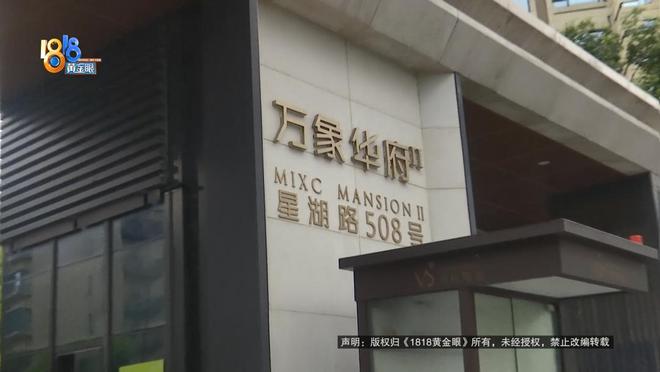 1818
黄金眼
万象华府II
MIXC MANSION II
星湖路508号
声明：版权归《1818黄金眼》所有，未经授权，禁止改编转载